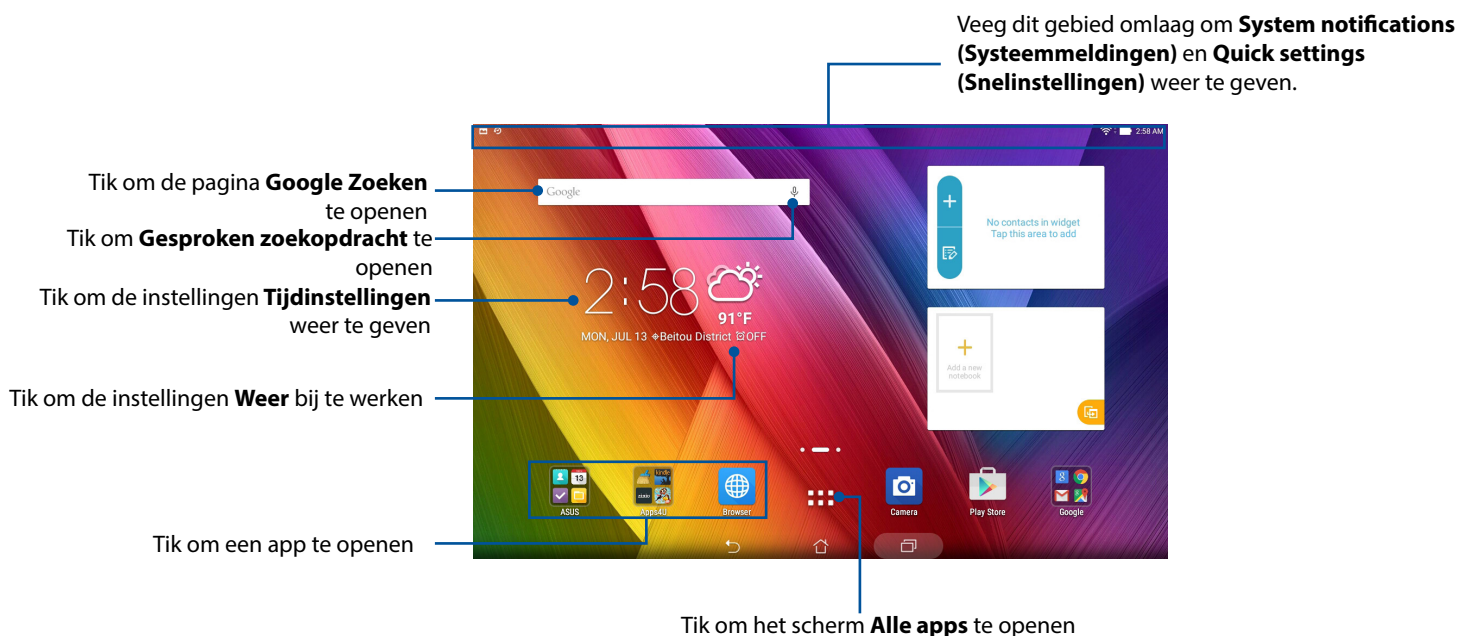 Veeg dit gebied omlaag om System notifications
(Systeemmeldingen) en Quick settings
(Snelinstellingen) weer te geven.
2:58 AM
Tik om de pagina Google Zoeken
te openen
Tik om Gesproken zoekopdracht te
openen
Tik om de instellingen Tijdinstellingen
weer te geven
Tik om de instellingen Weer bij te werken
Tik om een app te openen
Google
2:58
91°F
MON, JUL 13 Beitou District OFF
No contacts in widget
Tap this area to add
Add a new
notebook
13
kindle
zinio
8
ASUS
Apps4U
Browser
Camera
Play Store
Google
Tik om het scherm Alle apps te openen